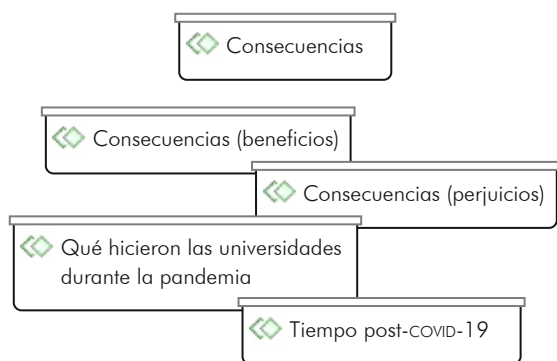 Consecuencias
Consecuencias (beneficios)
Consecuencias (perjuicios)
Qué hicieron las universidades
durante la pandemia
Tiempo post-COVID-19